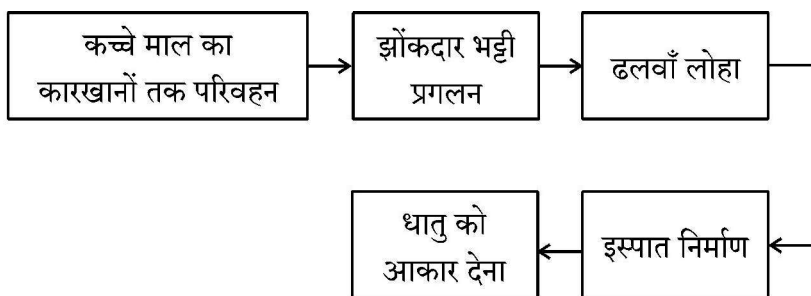 कच्चे माल का
कारखानों तक परिवहन
झोंकदार भट्टी
प्रगलन
ढलवाँ लोहा
इस्पात निर्माण
धातु को
आकार देना